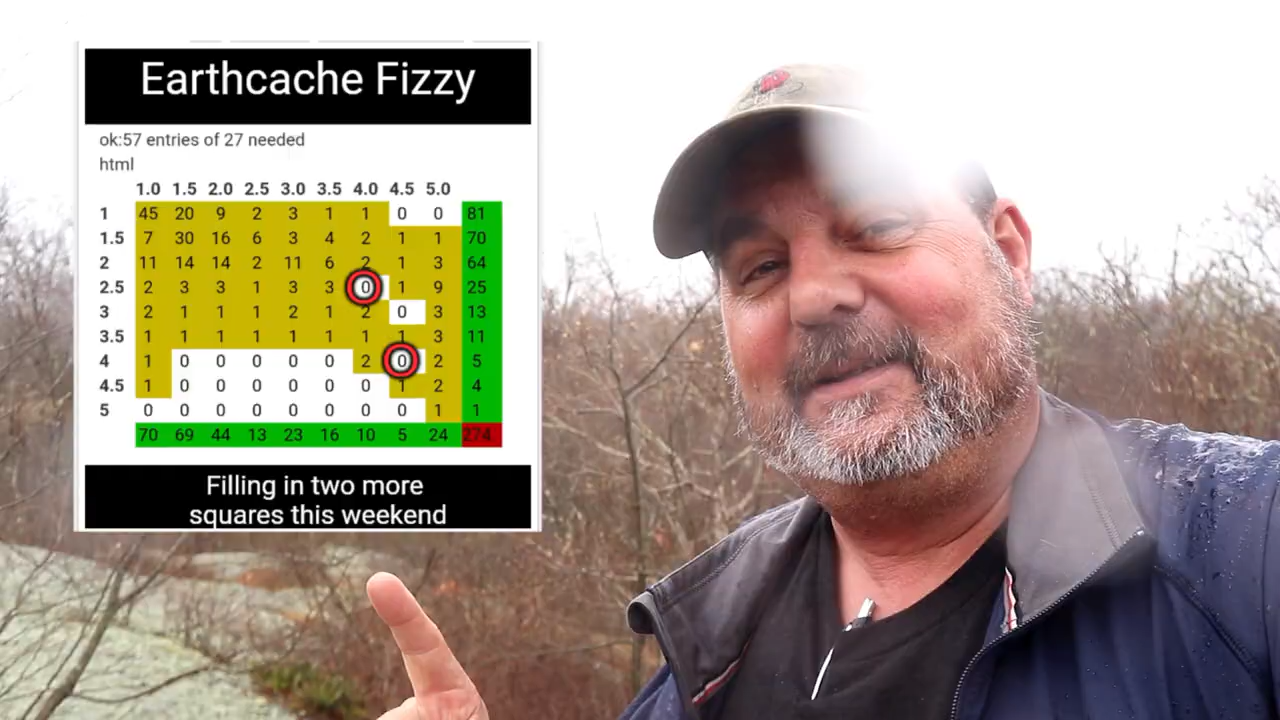 Earthcache Fizzy
ok:57 entries of 27 needed
html
1.0 1.5 2.0 2.5 3.0 3.5 4.0 4.5 5.0
1 45 20 9 2 3 1 1 0 0 81
1.5 7 30 16 6 3 4 2 1 1 70
2 11 14 14 2 11 6 2 1 3 64
2.5 2 3 3 1 3 3 0 1 9 25
3 2 1 1 1 2 1 2 0 3 13
3.5 1 1 1 1 1 1 1 1 3 11
4 1 0 0 0 0 0 2 0 2 5
4.5 1 0 0 0 0 0 0 1 2 4
5 0 0 0 0 0 0 0 0 1 1
70 69 44 13 23 16 10 5 24 274
Filling in two more
squares this weekend